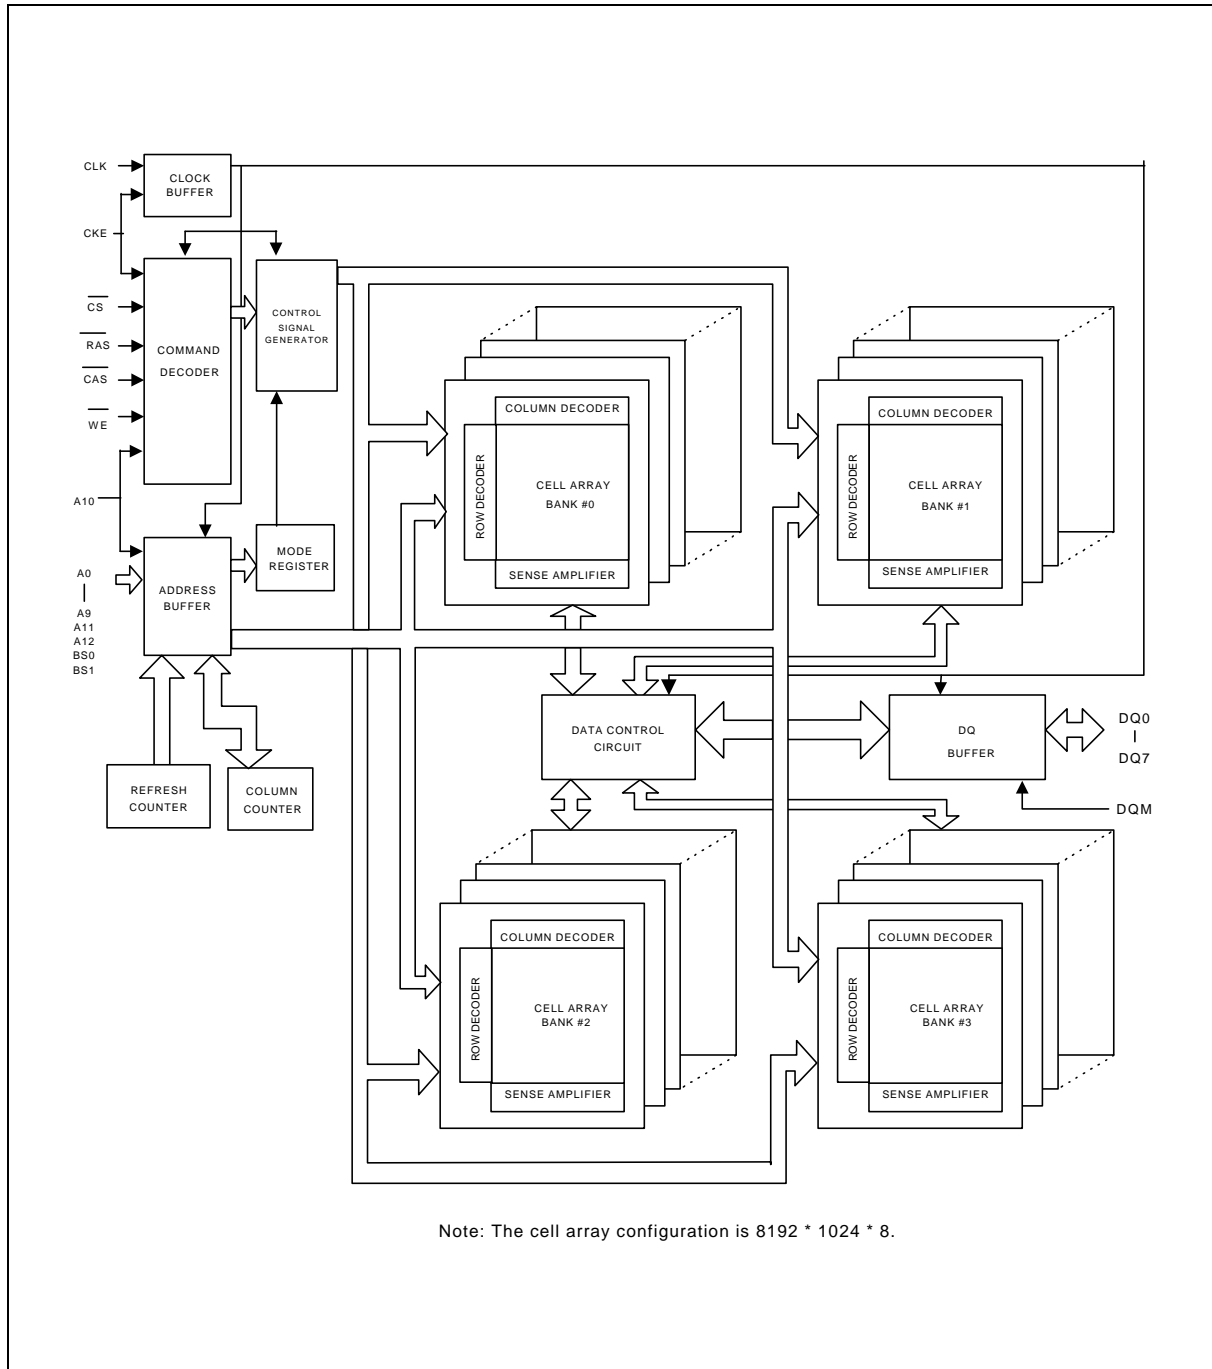 CLK
CLOCK
BUFFER
CKE
CS
RAS
CAS
WE
COMMAND
DECODER
CONTROL
SIGNAL
GENERATOR
A10
A0
A9
A11
A12
BS0
BS1
ADDRESS
BUFFER
MODE
REGISTER
REFRESH
COUNTER
COLUMN
COUNTER
COLUMN DECODER
ROW DECODER
CELL ARRAY
BANK #0
SENSE AMPLIFIER
COLUMN DECODER
ROW DECODER
CELL ARRAY
BANK #1
SENSE AMPLIFIER
DATA CONTROL
CIRCUIT
DQ
BUFFER
DQ0
DQ7
DQM
COLUMN DECODER
ROW DECODER
CELL ARRAY
BANK #2
SENSE AMPLIFIER
COLUMN DECODER
ROW DECODER
CELL ARRAY
BANK #3
SENSE AMPLIFIER
Note: The cell array configuration is 8192 * 1024 * 8.